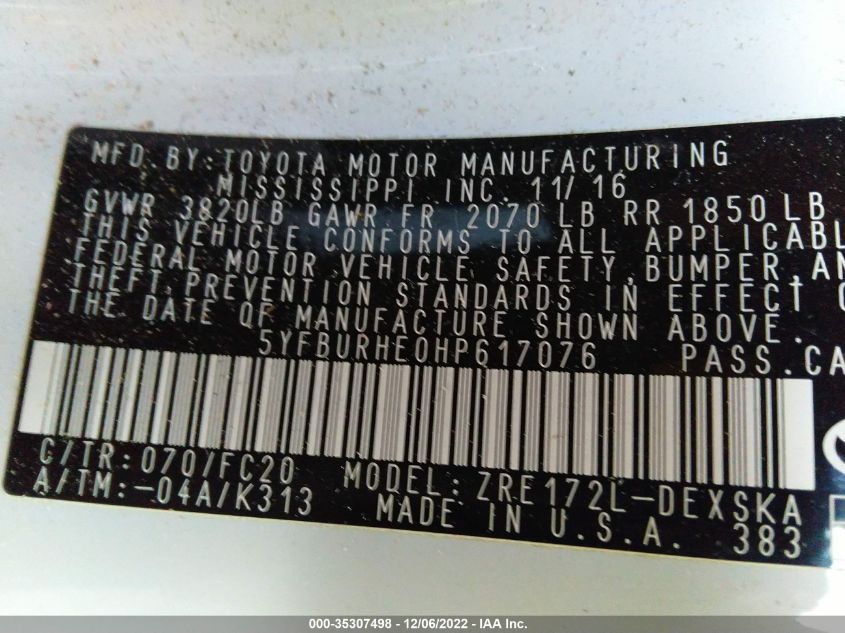 MFD. BY: TOYOTA MOTOR MANUFACTURING
MISSISSIPPI INC 11/16
GVWR 3820LB GAWR FR 2070 LB RR 1850 LB
THIS VEHICLE CONFORMS TO ALL APPLICABL
FEDERAL MOTOR VEHICLE SAFETY, BUMPER, AN
THEFT PREVENTION STANDARDS IN EFFECT O
THE DATE OF MANUFACTURE SHOWN ABOVE.
5YFBURHE0HP617076 PASS.CA
C/TR: 070/FC20 MODEL: ZRE172L-DEXSKA
A/TM:-04A/K313 MADE IN U.S.A. 383
000-35307498 - 12/06/2022 - IAA Inc.